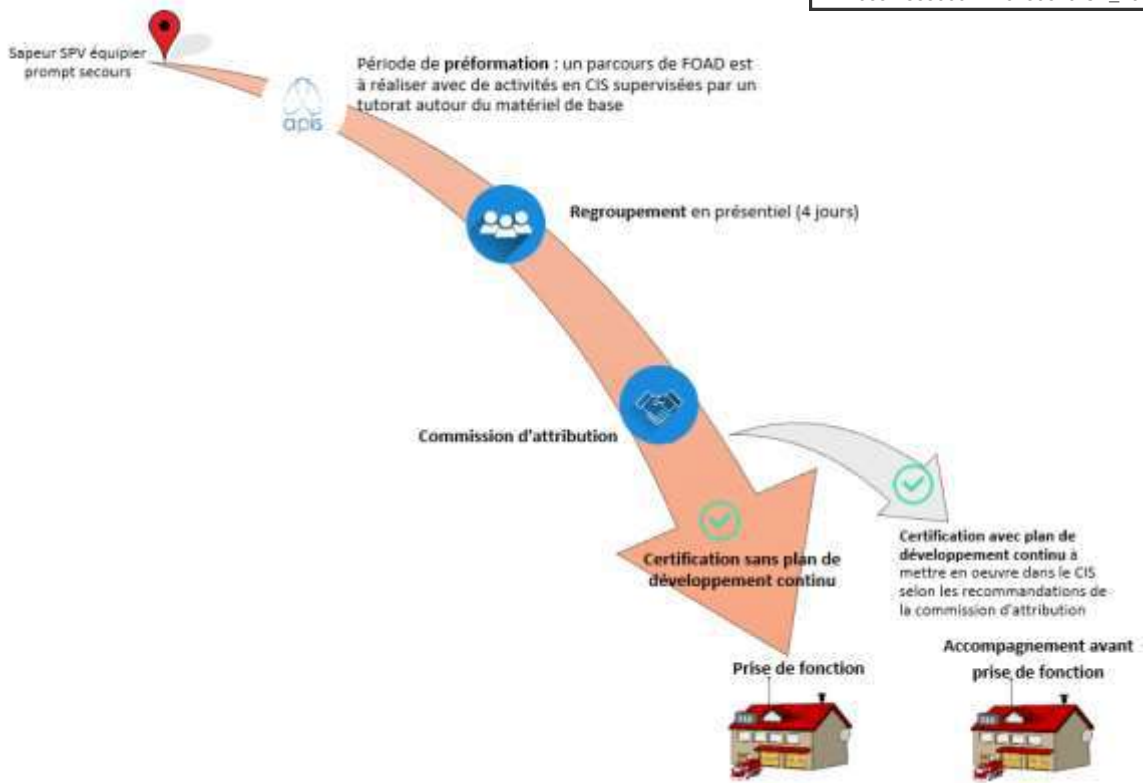 Sapeur SPV équipier
prompt secours
Période de préformation : un parcours de FOAD est
à réaliser avec de activités en CIS supervisées par un
tutorat autour du matériel de base
apis
Regroupement en présentiel (4 jours)
Commission d'attribution
Certification sans plan de
développement continu
Certification avec plan de
développement continu à
mettre en oeuvre dans le CIS
selon les recommandations de
la commission d'attribution
Prise de fonction
Accompagnement avant
prise de fonction